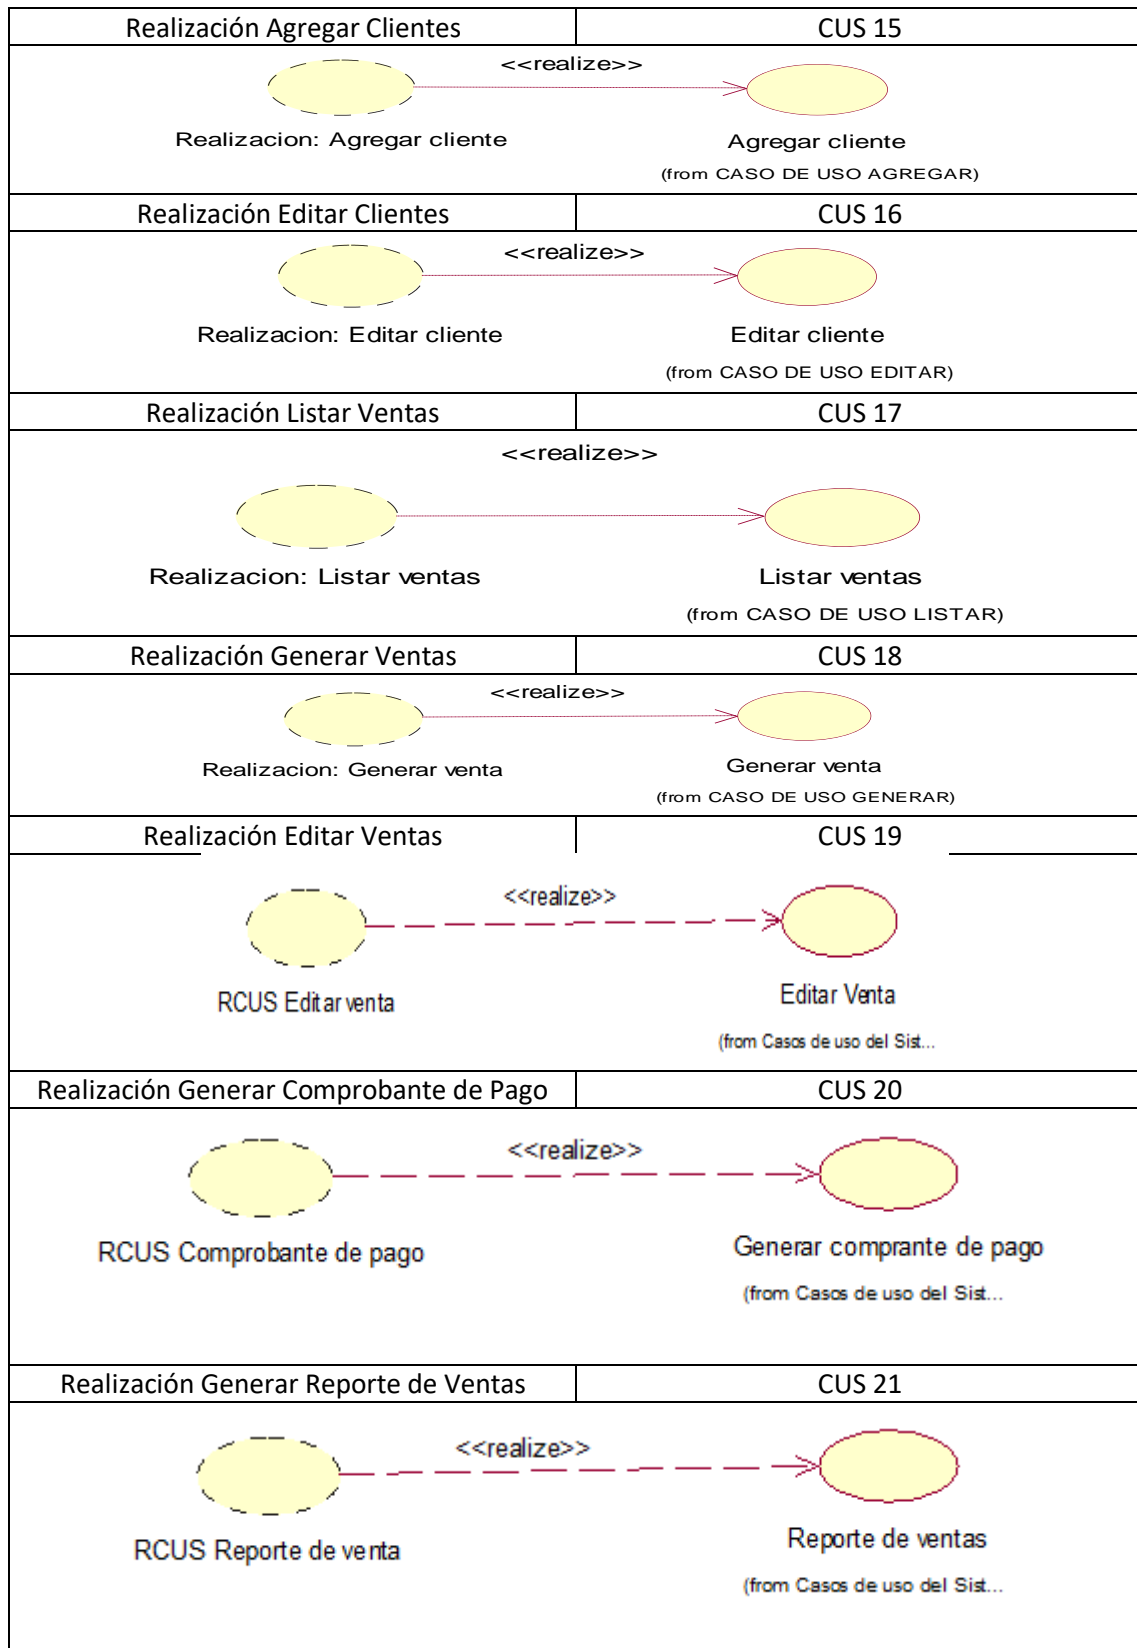 Realización Agregar Clientes CUS 15
<<realize>>
Realizacion: Agregar cliente Agregar cliente
(from CASO DE USO AGREGAR)
Realización Editar Clientes CUS 16
<<realize>>
Realizacion: Editar cliente Editar cliente
(from CASO DE USO EDITAR)
Realización Listar Ventas CUS 17
<<realize>>
Realizacion: Listar ventas Listar ventas
(from CASO DE USO LISTAR)
Realización Generar Ventas CUS 18
<<realize>>
Realizacion: Generar venta Generar venta
(from CASO DE USO GENERAR)
Realización Editar Ventas CUS 19
<<realize>>
RCUS Editar venta Editar Venta
(from Casos de uso del Sist...
Realización Generar Comprobante de Pago CUS 20
<<realize>>
RCUS Comprobante de pago Generar comprante de pago
(from Casos de uso del Sist...
Realización Generar Reporte de Ventas CUS 21
<<realize>>
RCUS Reporte de venta Reporte de ventas
(from Casos de uso del Sist...